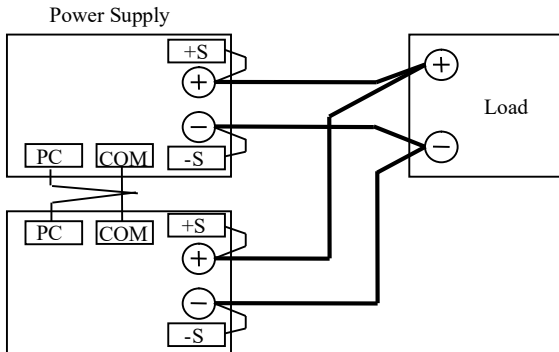 Power Supply
+S
+
+
Load
−
−
-S
PC COM
PC COM
+S
+
−
-S